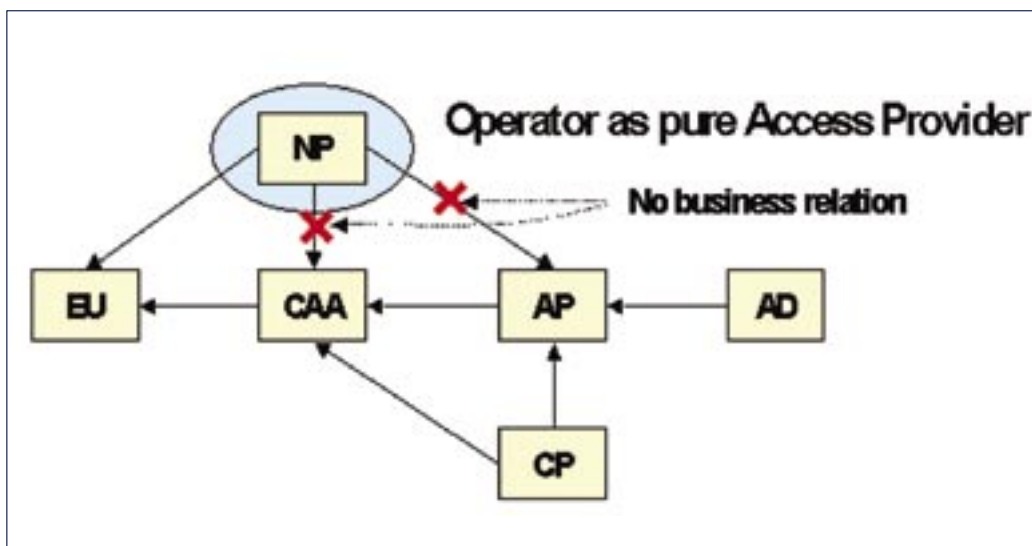 Operator as pure Access Provider
NP
No business relation
EU
CAA
AP
AD
CP